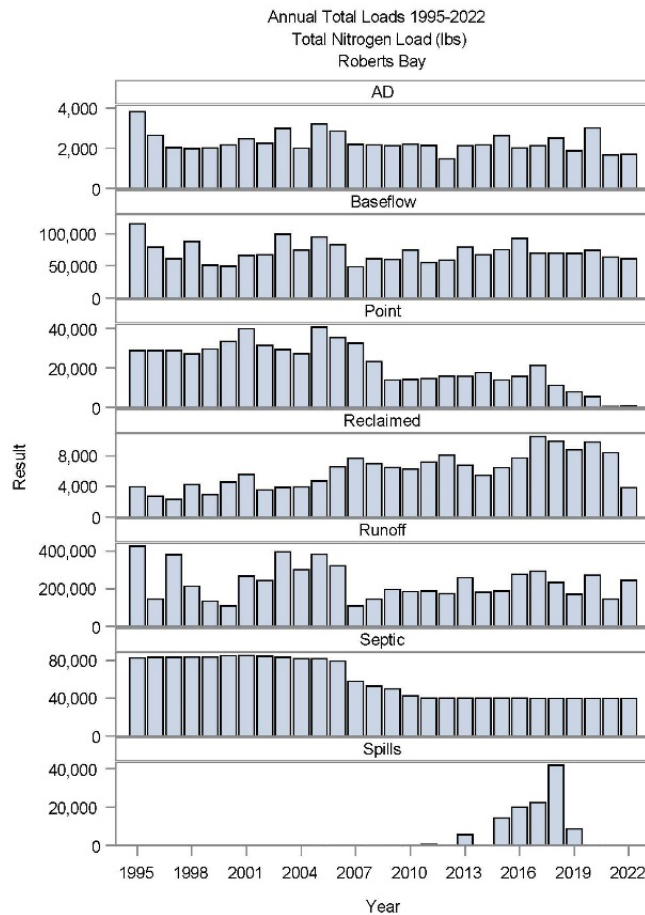 Annual Total Loads 1995-2022
Total Nitrogen Load (lbs)
Roberts Bay
AD
4,000
2,000
0
Baseflow
100,000
50,000
0
Point
40,000
20,000
0
Reclaimed
8,000
4,000
0
Runoff
400,000
200,000
0
Septic
80,000
40,000
0
Spills
40,000
20,000
0
Result
1995 1998 2001 2004 2007 2010 2013 2016 2019 2022
Year